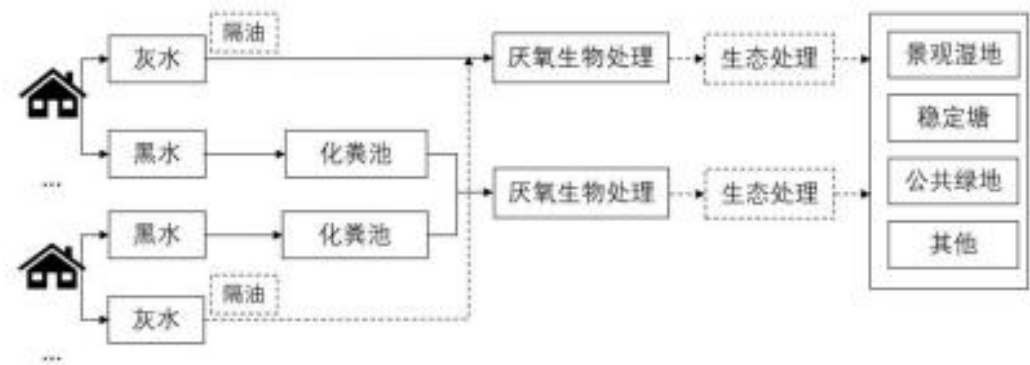 隔油
灰水
厌氧生物处理
生态处理
景观湿地
稳定塘
黑水
化粪池
厌氧生物处理
生态处理
公共绿地
...
黑水
化粪池
其他
隔油
灰水
...